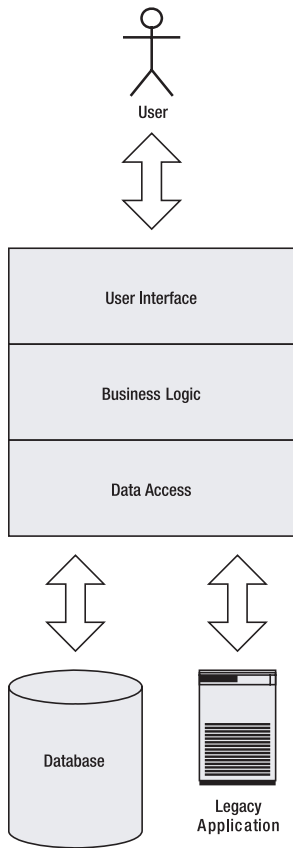 User
User Interface
Business Logic
Data Access
Database
Legacy
Application